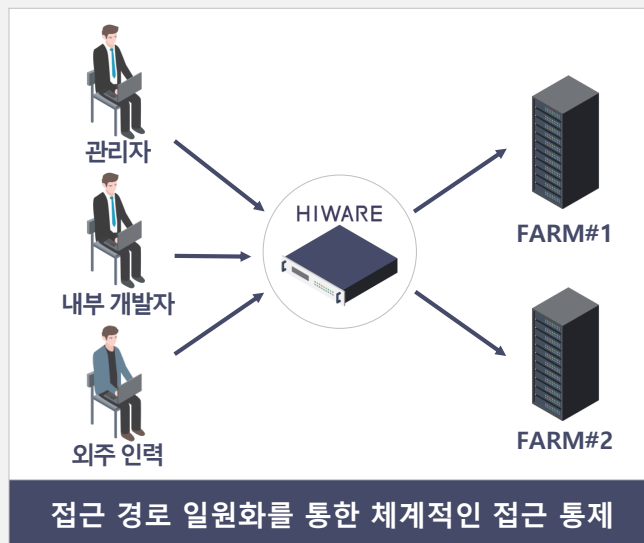 관리자
HIWARE
FARM#1
내부 개발자
외주 인력
FARM#2
접근 경로 일원화를 통한 체계적인 접근 통제